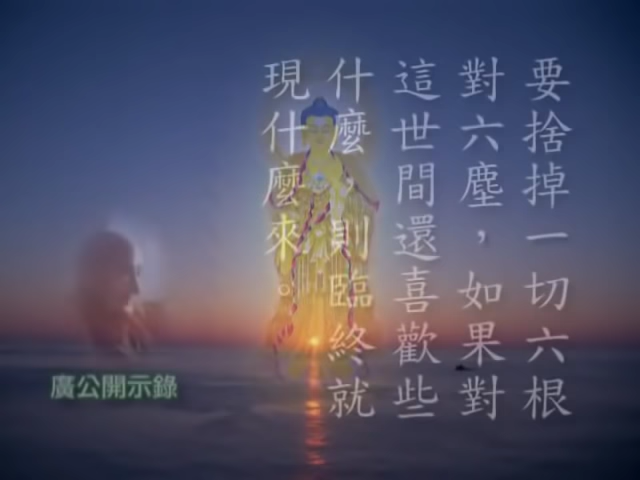 要捨掉一切六根
對六塵，如果對
這世間還喜歡些
什麼，則臨終就
現什麼來。
廣公開示錄